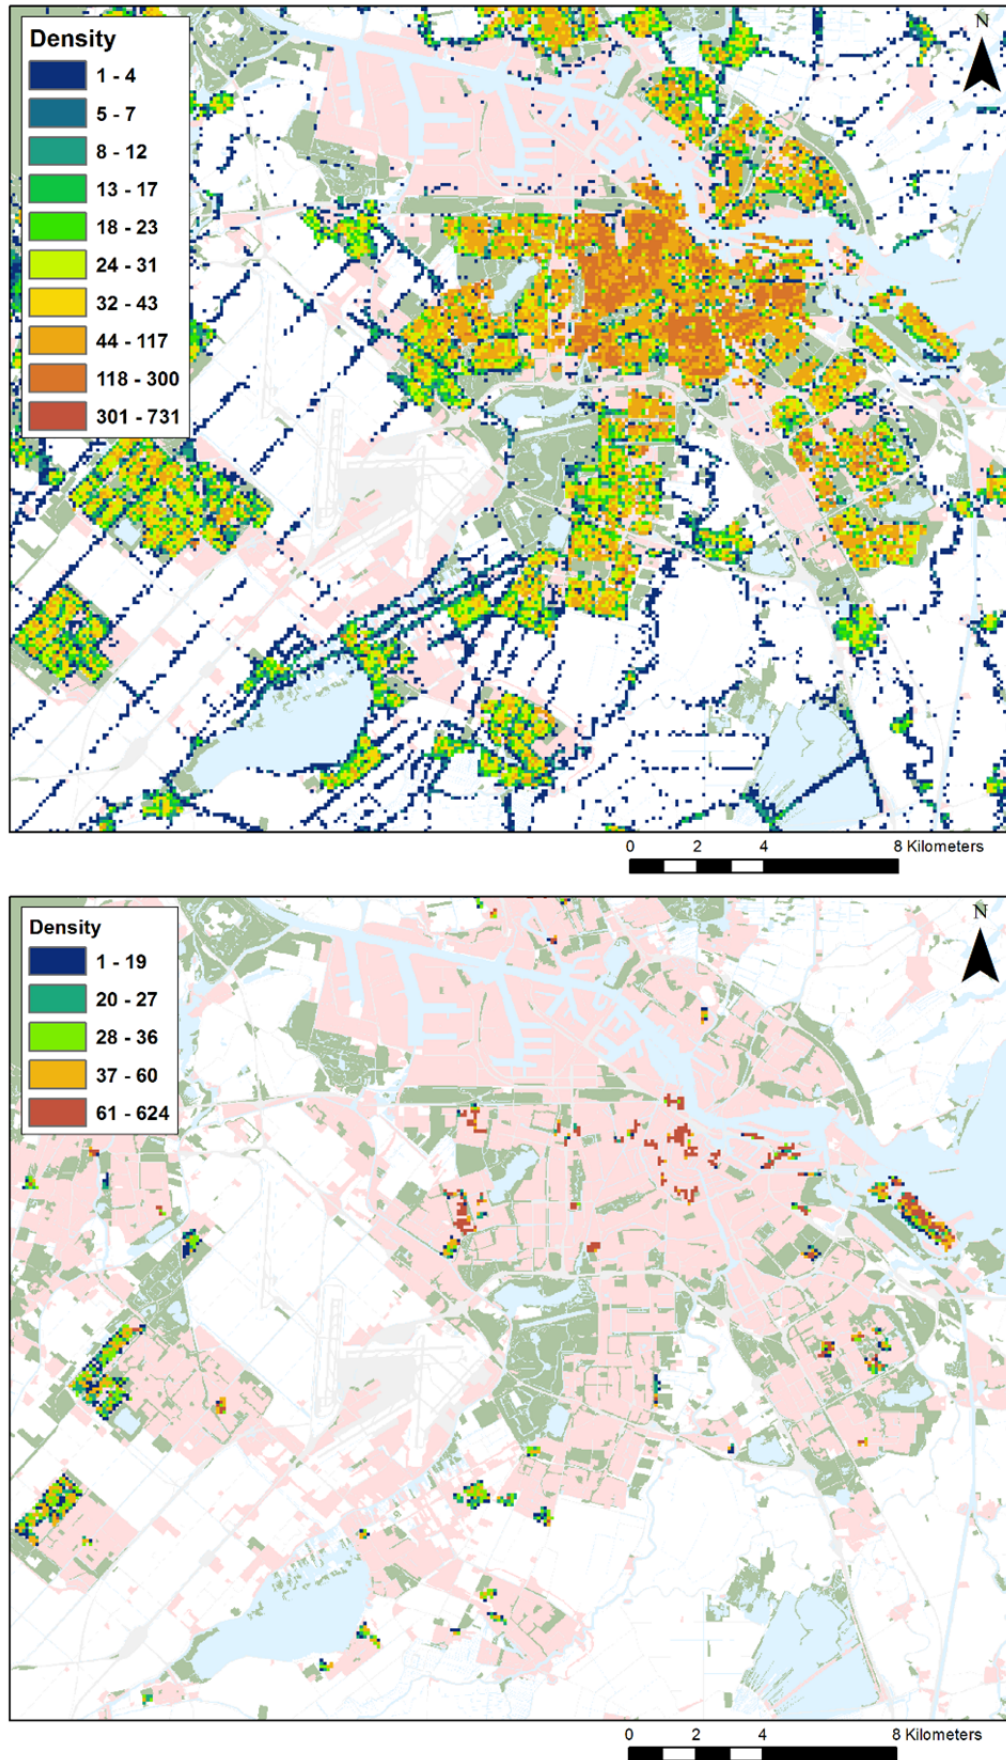 Density
1 - 4
5 - 7
8 - 12
13 - 17
18 - 23
24 - 31
32 - 43
44 - 117
118 - 300
301 - 731
N
0 2 4 8 Kilometers
Density
1 - 19
20 - 27
28 - 36
37 - 60
61 - 624
N
0 2 4 8 Kilometers